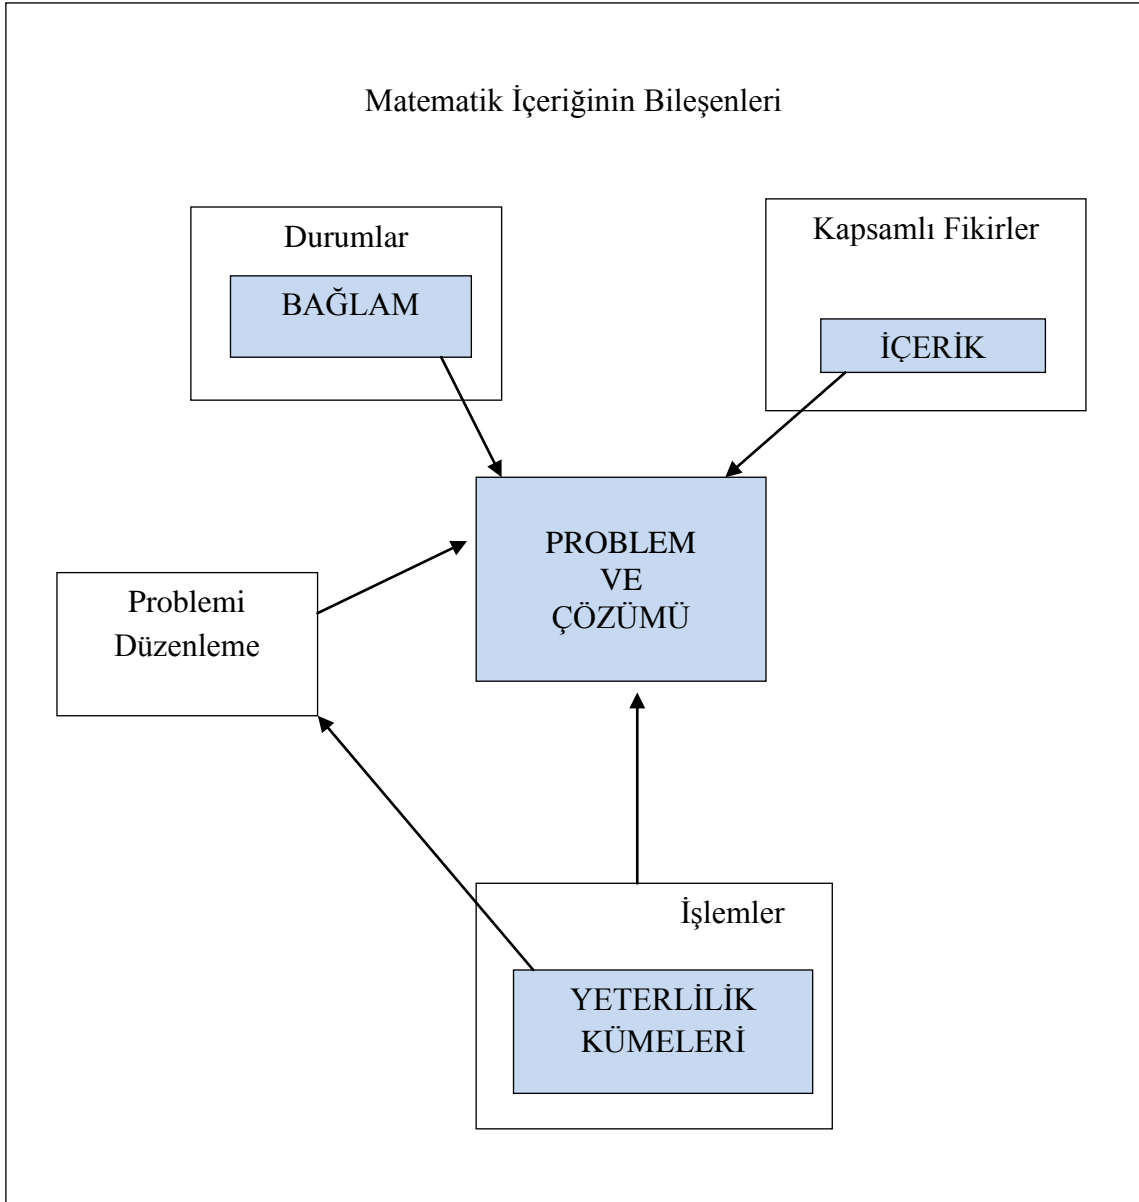 Matematik İçeriğinin Bileşenleri
Durumlar
BAĞLAM
Kapsamlı Fikirler
İÇERİK
PROBLEM
VE
ÇÖZÜMÜ
Problemi
Düzenleme
İşlemler
YETERLİLİK
KÜMELERİ